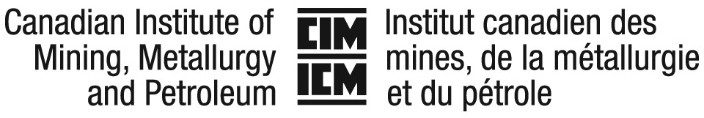 Canadian Institute of
Mining, Metallurgy
and Petroleum
CIM
ICM
Institut canadien des
mines, de la métallurgie
et du pétrole